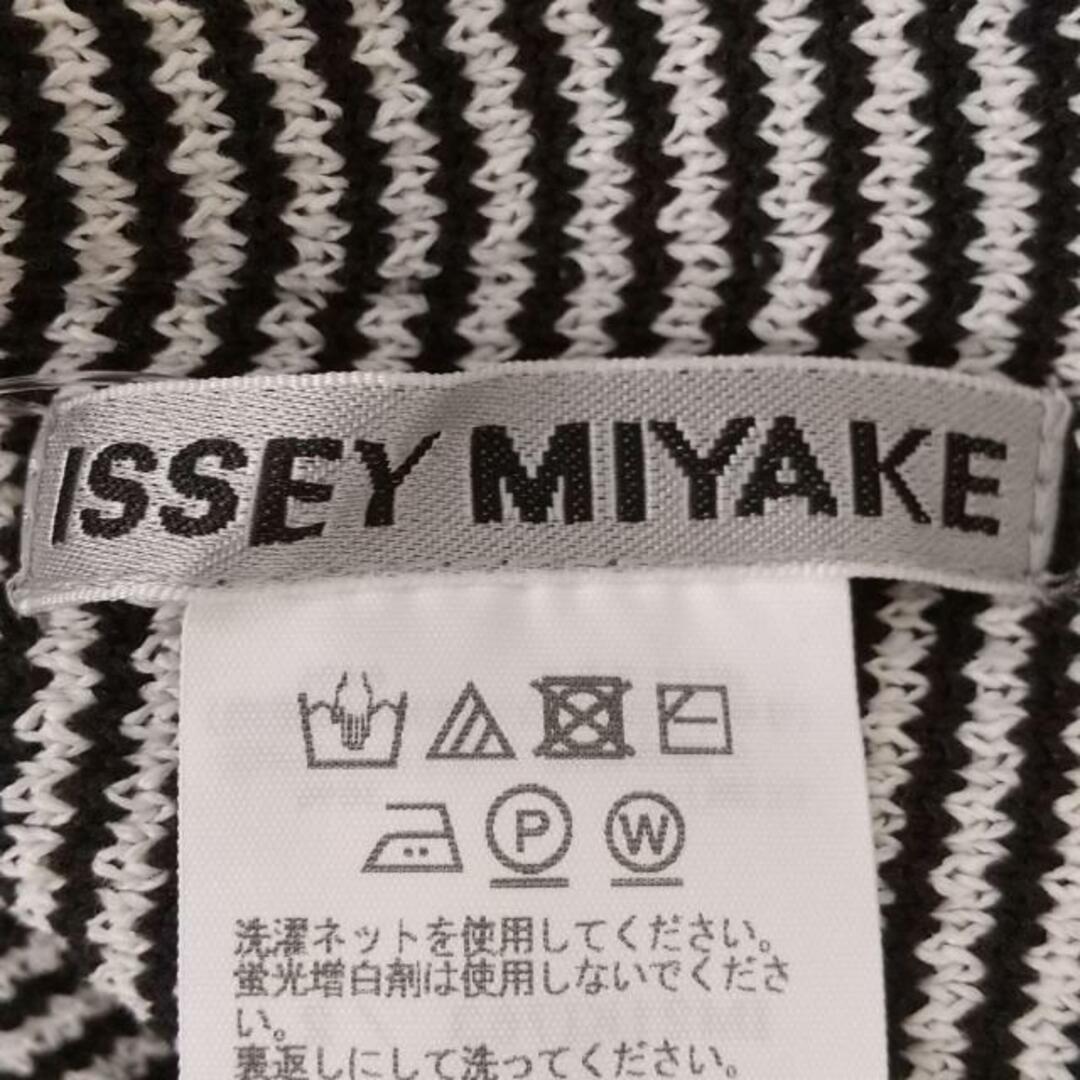 ISSEY MIYAKE
P W
洗濯ネットを使用してください。
蛍光増白剤は使用しないでくださ
い。
裏返しにして洗ってください。